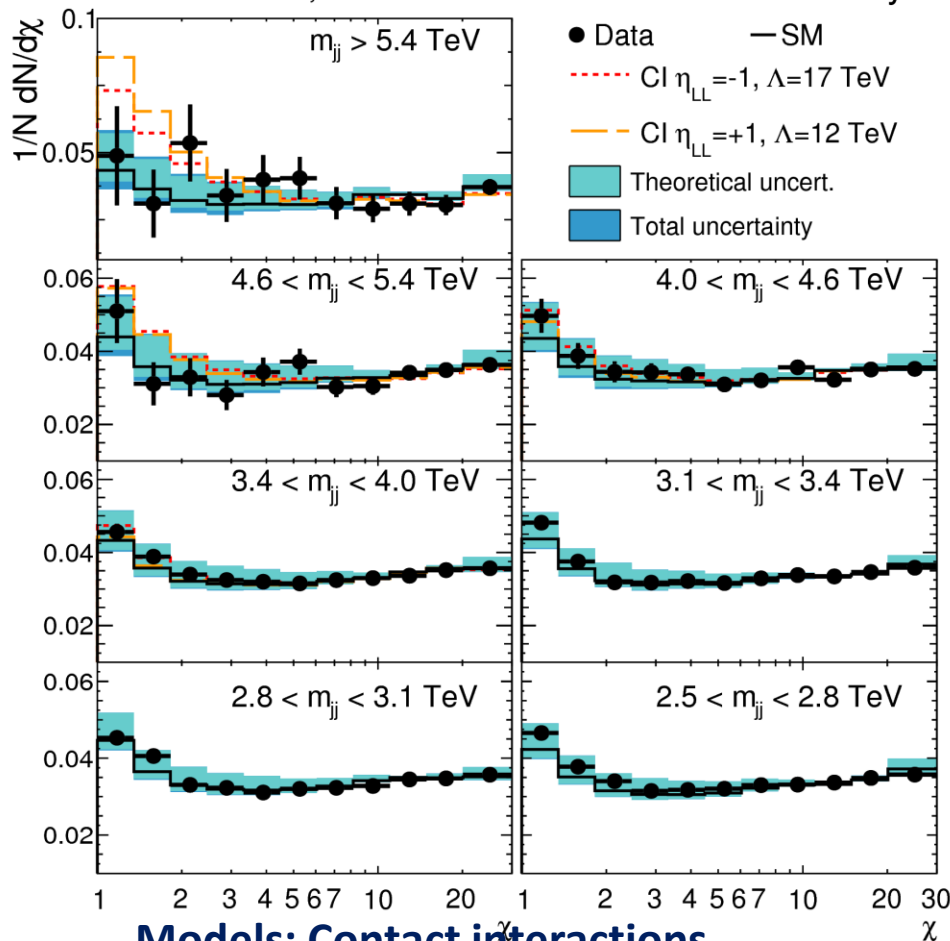 0.1
m_jj > 5.4 TeV
1/N dN/dχ
0.05
Data
SM
CI η_LL=-1, Λ=17 TeV
CI η_LL=+1, Λ=12 TeV
Theoretical uncert.
Total uncertainty
0.06
0.04
0.02
4.6 < m_jj < 5.4 TeV
4.0 < m_jj < 4.6 TeV
0.06
0.04
0.02
3.4 < m_jj < 4.0 TeV
3.1 < m_jj < 3.4 TeV
0.06
0.04
0.02
2.8 < m_jj < 3.1 TeV
2.5 < m_jj < 2.8 TeV
1 2 3 4 5 6 7 10 20
1 2 3 4 5 6 7 10 20 30
χ
χ
Models: Contact interactions